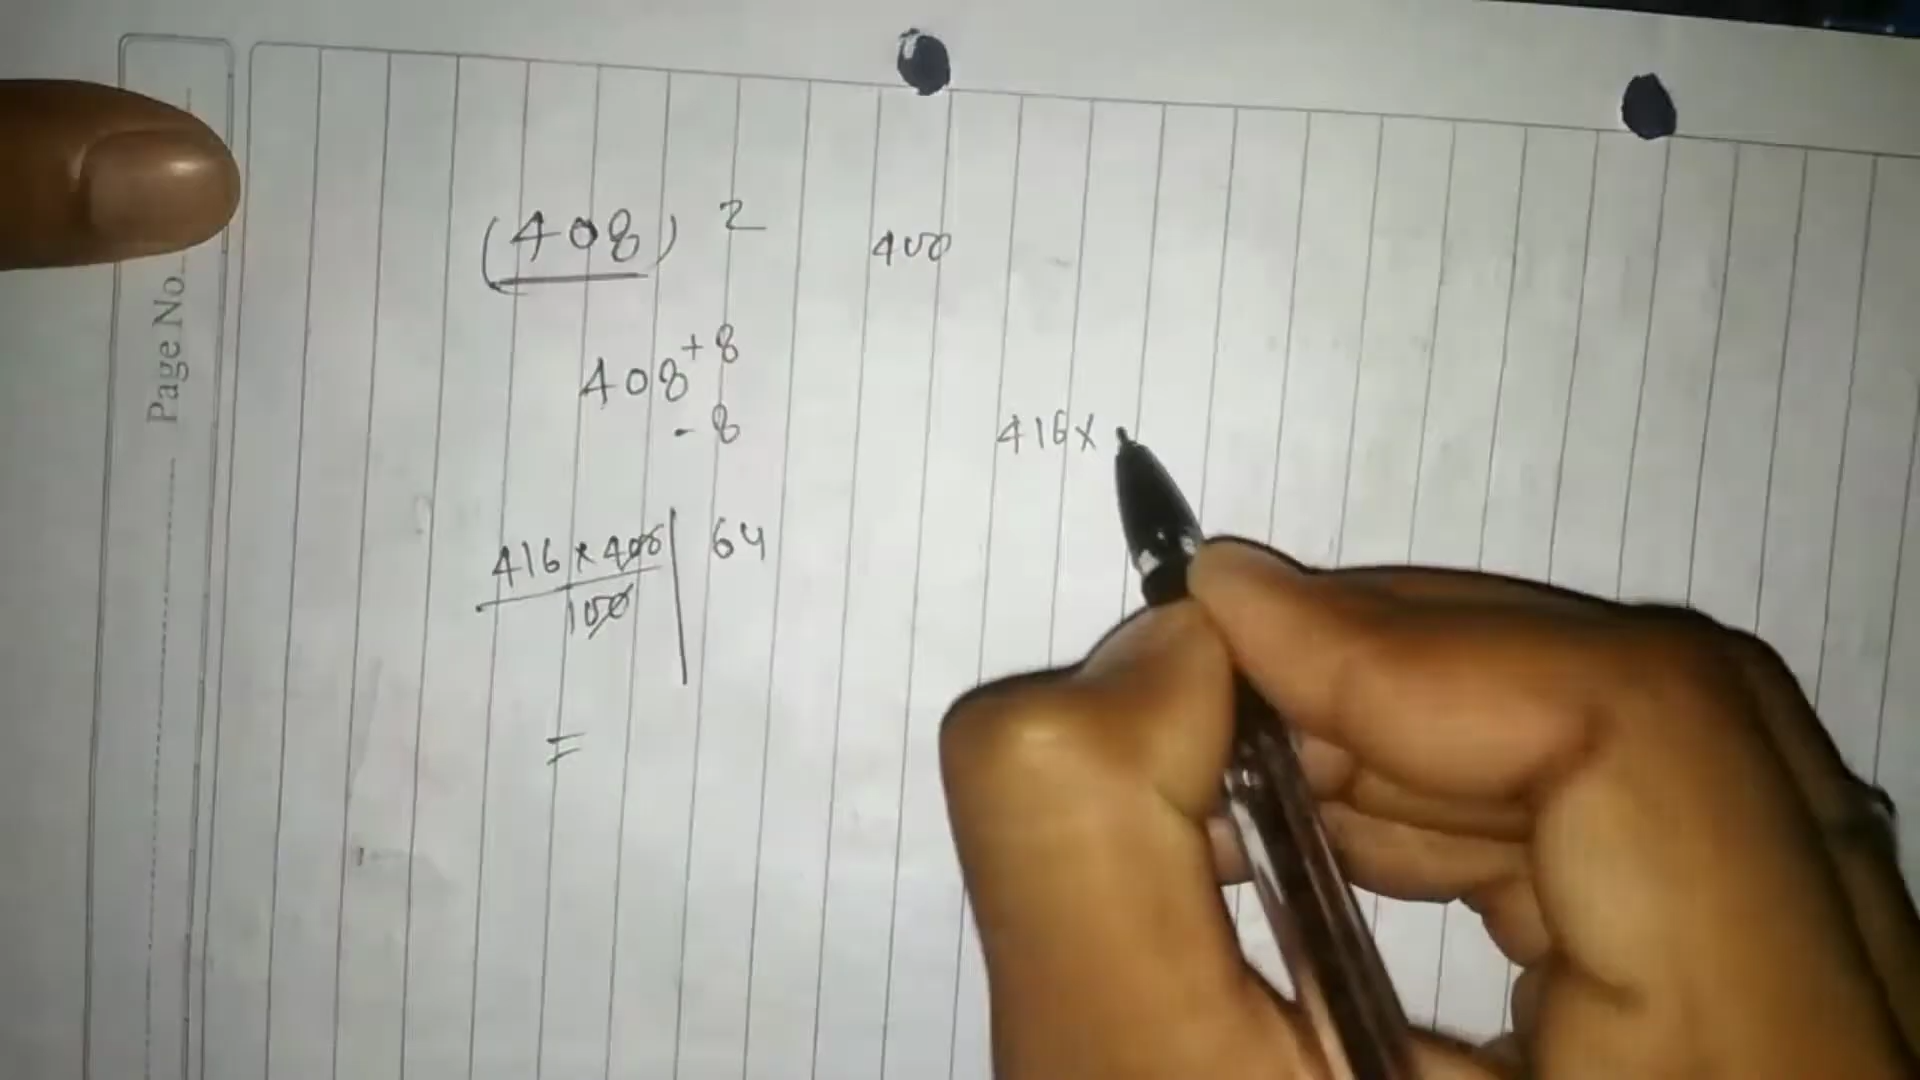 Page No.
(408)² 400
408 + 8
- 8
416 ×
416 × 400 | 64
100
=